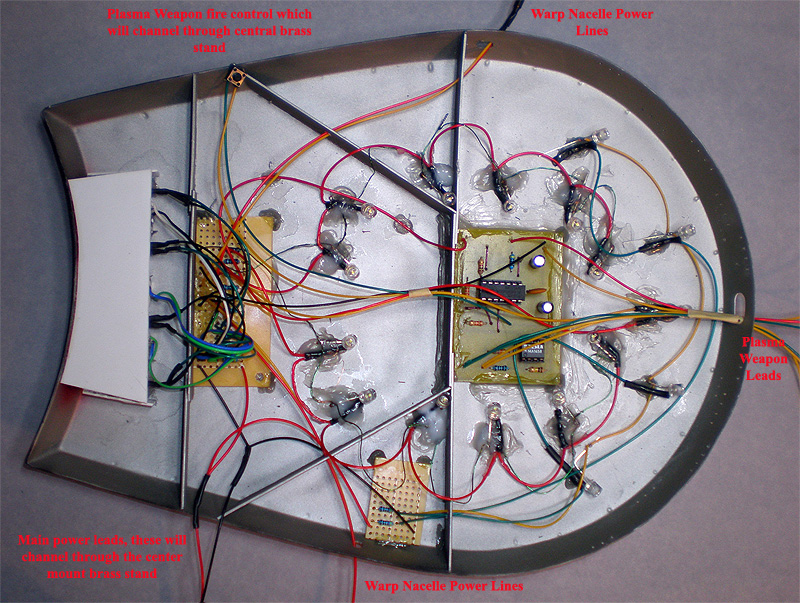 Plasma Weapon fire control which
will channel through central brass
stand
Warp Nacelle Power
Lines
Plasma
Weapon
Leads
Main power leads, these will
channel through the center
mount brass stand
Warp Nacelle Power Lines